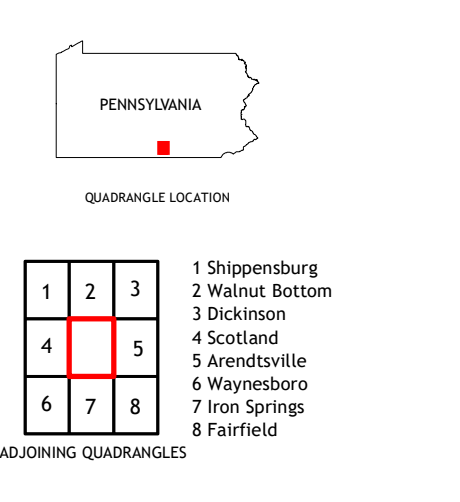 PENNSYLVANIA
QUADRANGLE LOCATION
1 2 3
4 5
6 7 8
1 Shippensburg
2 Walnut Bottom
3 Dickinson
4 Scotland
5 Arendtsville
6 Waynesboro
7 Iron Springs
8 Fairfield
ADJOINING QUADRANGLES